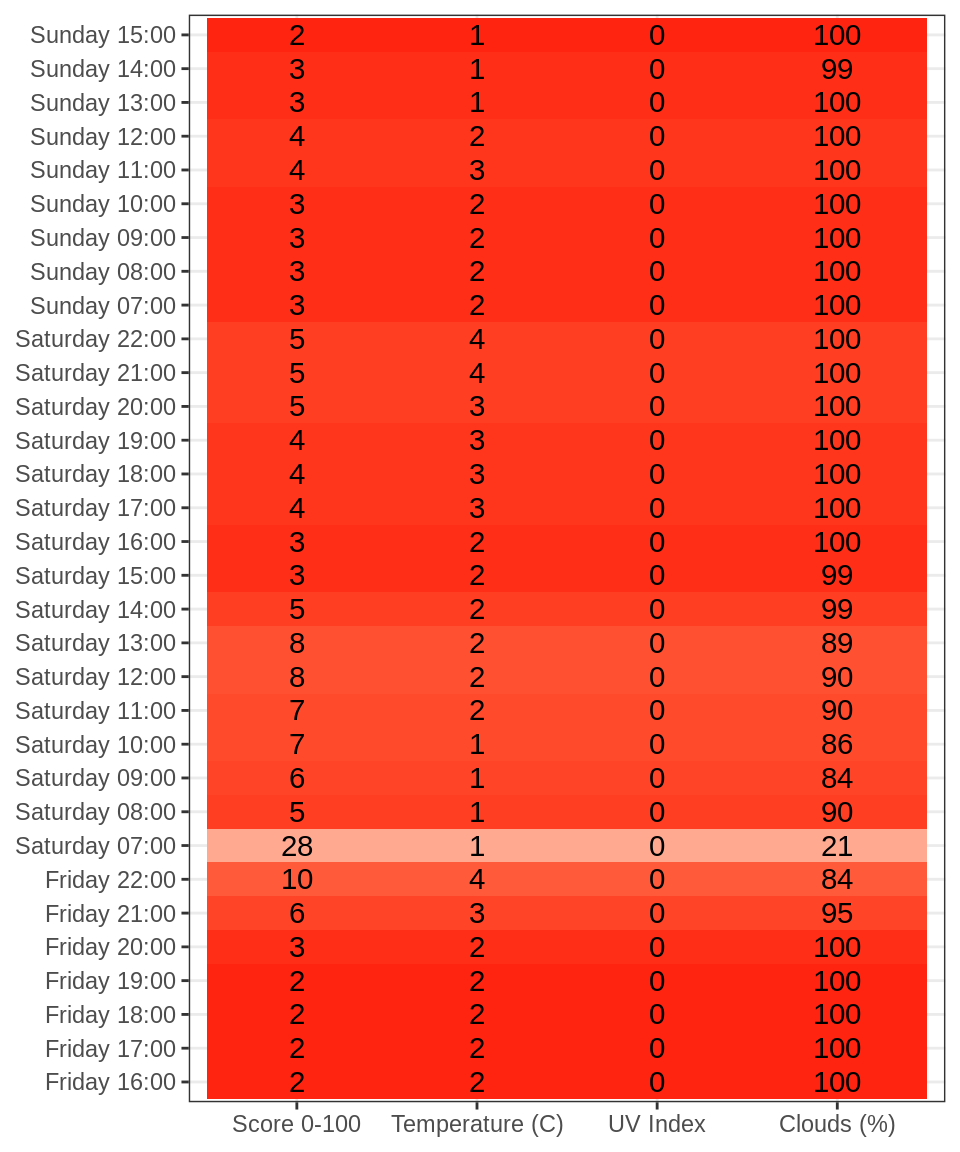 Sunday 15:00 2 1 0 100
Sunday 14:00 3 1 0 99
Sunday 13:00 3 1 0 100
Sunday 12:00 4 2 0 100
Sunday 11:00 4 3 0 100
Sunday 10:00 3 2 0 100
Sunday 09:00 3 2 0 100
Sunday 08:00 3 2 0 100
Sunday 07:00 3 2 0 100
Saturday 22:00 5 4 0 100
Saturday 21:00 5 4 0 100
Saturday 20:00 5 3 0 100
Saturday 19:00 4 3 0 100
Saturday 18:00 4 3 0 100
Saturday 17:00 4 3 0 100
Saturday 16:00 3 2 0 100
Saturday 15:00 3 2 0 99
Saturday 14:00 5 2 0 99
Saturday 13:00 8 2 0 89
Saturday 12:00 8 2 0 90
Saturday 11:00 7 2 0 90
Saturday 10:00 7 1 0 86
Saturday 09:00 6 1 0 84
Saturday 08:00 5 1 0 90
Saturday 07:00 28 1 0 21
Friday 22:00 10 4 0 84
Friday 21:00 6 3 0 95
Friday 20:00 3 2 0 100
Friday 19:00 2 2 0 100
Friday 18:00 2 2 0 100
Friday 17:00 2 2 0 100
Friday 16:00 2 2 0 100
Score 0-100 Temperature (C) UV Index Clouds (%)